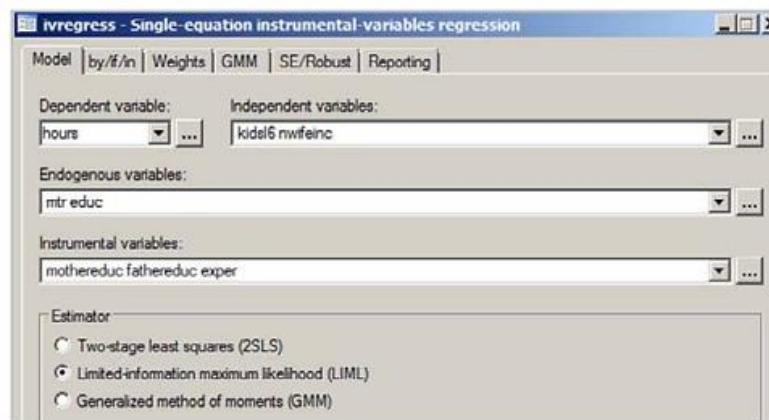 ivregress - Single-equation instrumental-variables regression
Model by/if/in Weights GMM SE/Robust Reporting
Dependent variable: Independent variables:
hours ... kidsl6 nwifeinc ...
Endogenous variables:
mtr educ ...
Instrumental variables:
mothereduc fathereduc exper ...
Estimator
Two-stage least squares (2SLS)
Limited-information maximum likelihood (LIML)
Generalized method of moments (GMM)